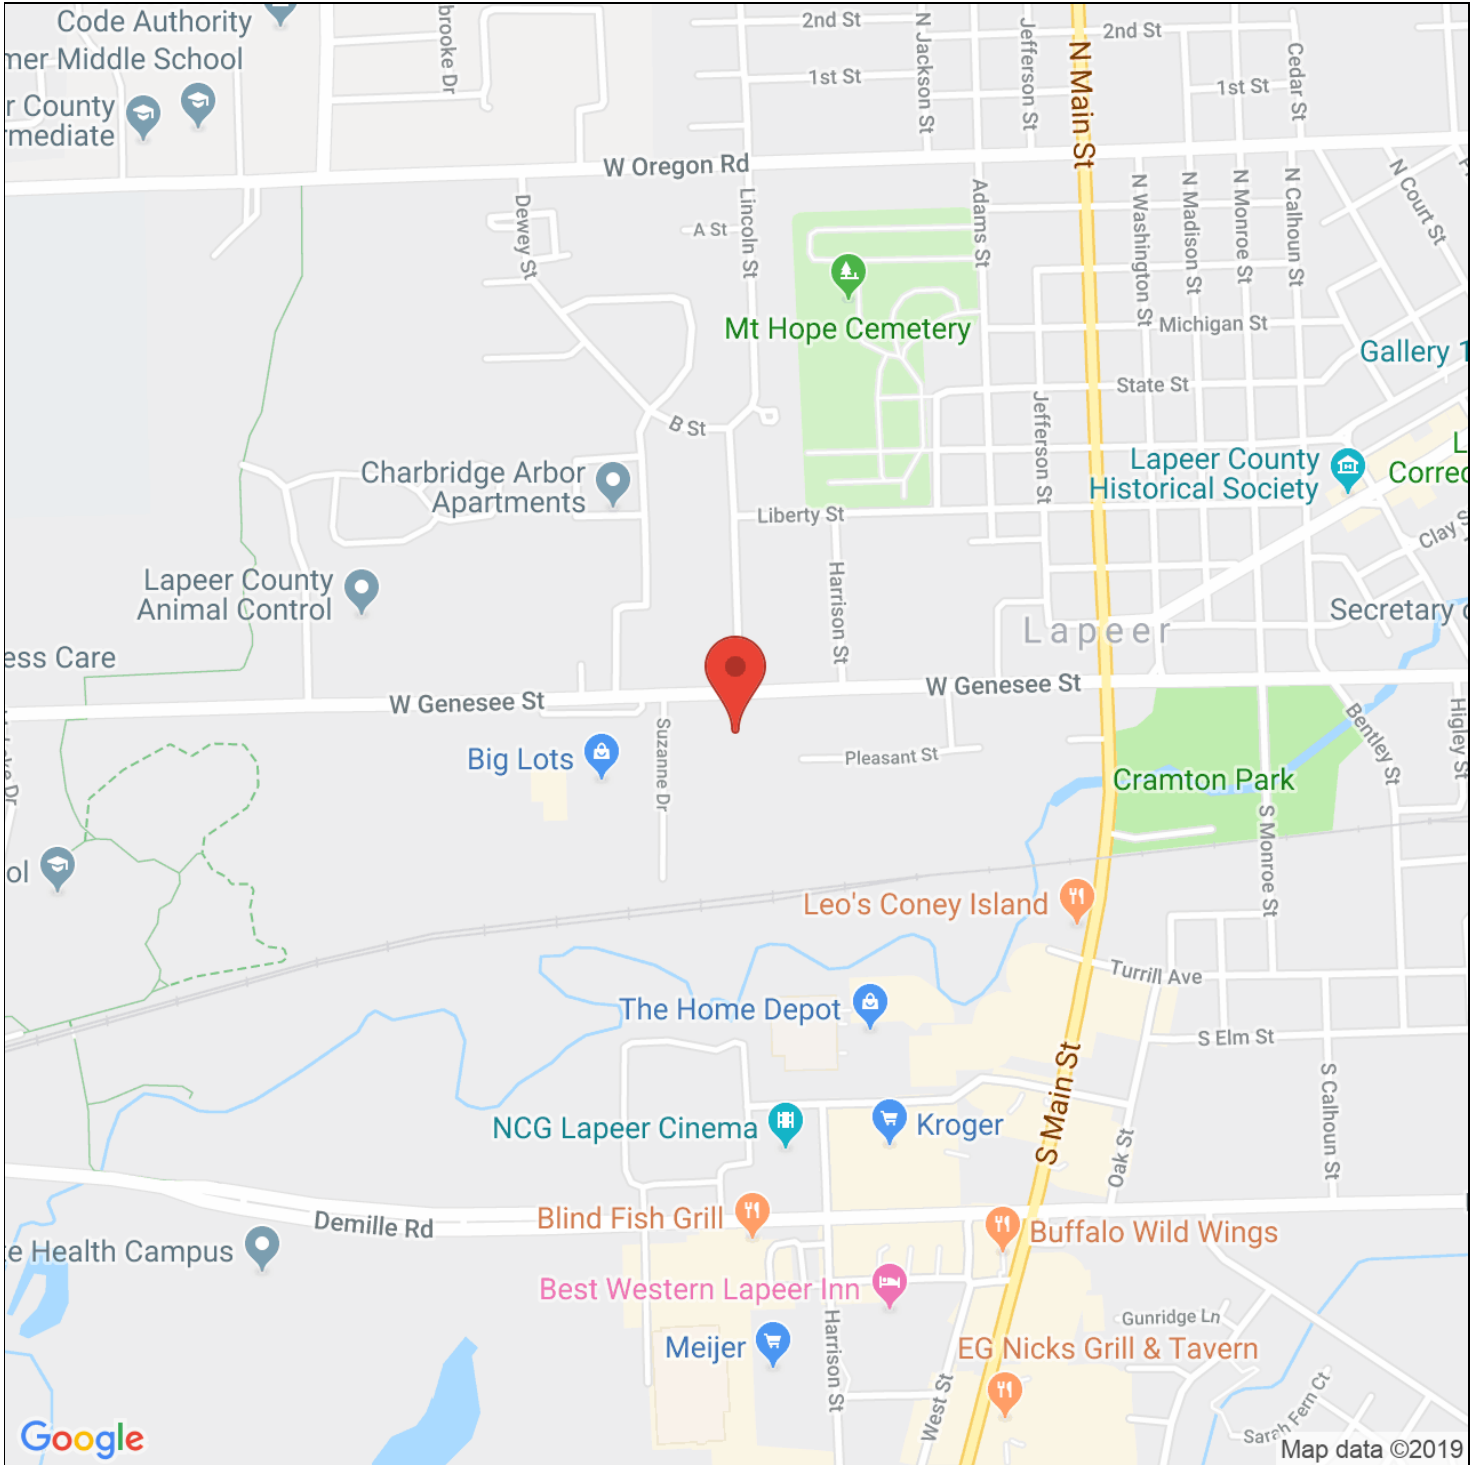 Code Authority
mer Middle School
r County
rmediate
brooke Dr
2nd St
1st St
N Jackson St
Jefferson St
N Main St
2nd St
1st St
Cedar St
W Oregon Rd
Dewey St
A St
Lincoln St
Adams St
N Washington St
N Madison St
N Monroe St
N Calhoun St
N Court St
Mt Hope Cemetery
Michigan St
Gallery 1
State St
B St
Jefferson St
Charbridge Arbor
Apartments
Lapeer County
Historical Society
L
Correc
Liberty St
Clay S
Lapeer County
Animal Control
Harrison St
Lapeer
Secretary o
ess Care
W Genesee St
W Genesee St
Suzanne Dr
Big Lots
Pleasant St
Cramton Park
Bentley St
Higley St
S Monroe St
ke Dr
ol
Leo's Coney Island
Turrill Ave
The Home Depot
S Elm St
S Main St
S Calhoun St
NCG Lapeer Cinema
Kroger
Oak St
Demille Rd
Blind Fish Grill
Buffalo Wild Wings
e Health Campus
Best Western Lapeer Inn
Harrison St
Gunridge Ln
Meijer
EG Nicks Grill & Tavern
West St
Sarah Fern Ct
Google
Map data ©2019